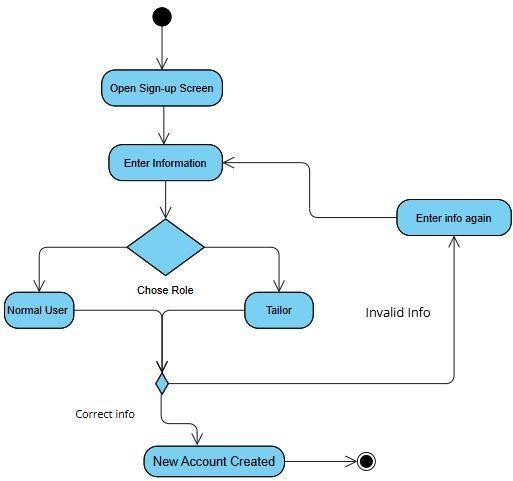 Open Sign-up Screen
Enter Information
Enter info again
Chose Role
Normal User
Tailor
Invalid Info
Correct info
New Account Created